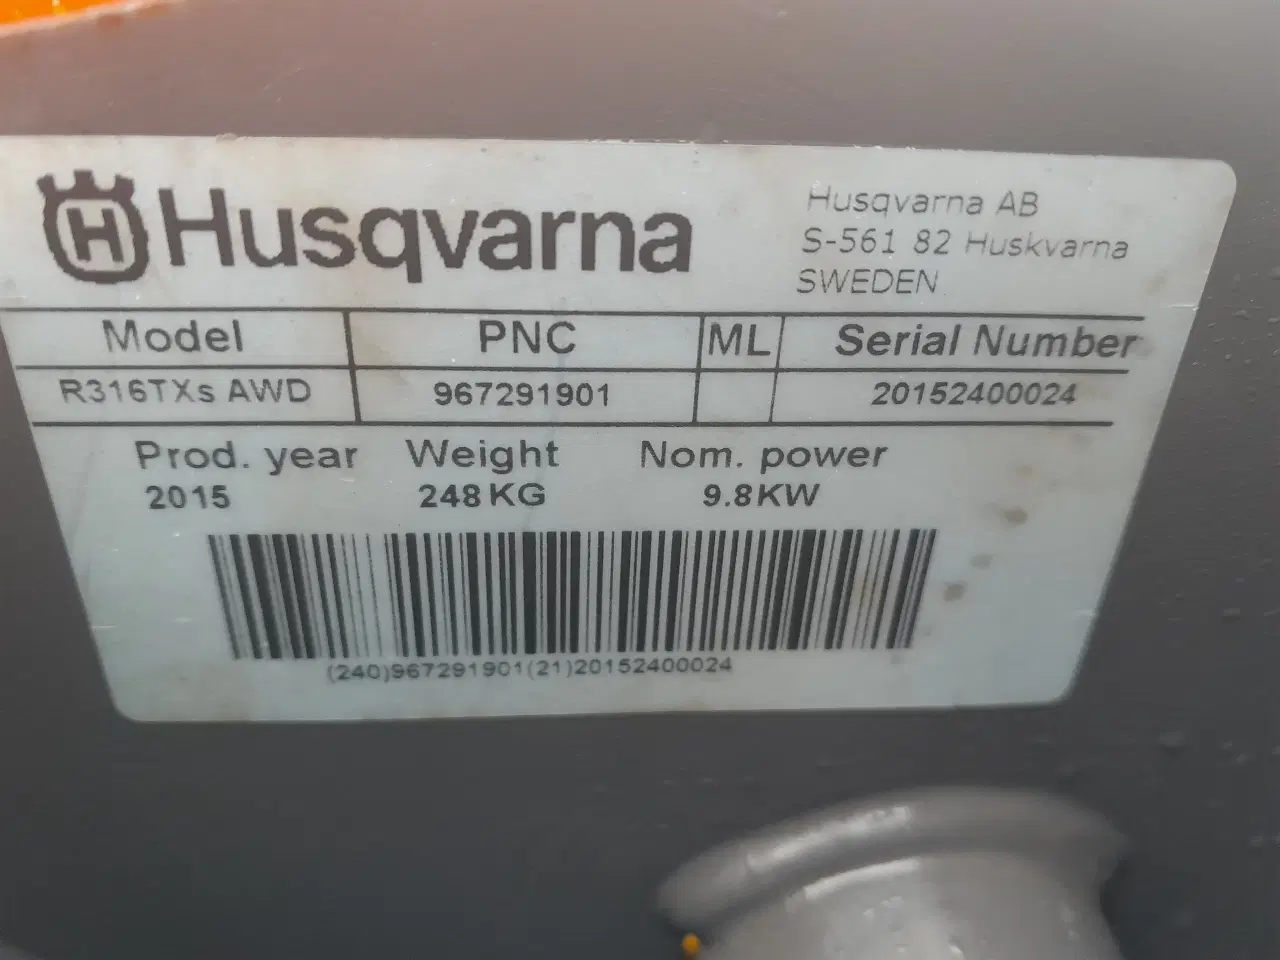 Husqvarna
Husqvarna AB
S-561 82 Huskvarna
SWEDEN
Model PNC ML Serial Number
R316TXs AWD 967291901 20152400024
Prod. year Weight Nom. power
2015 248KG 9.8KW
(240)967291901(21)20152400024